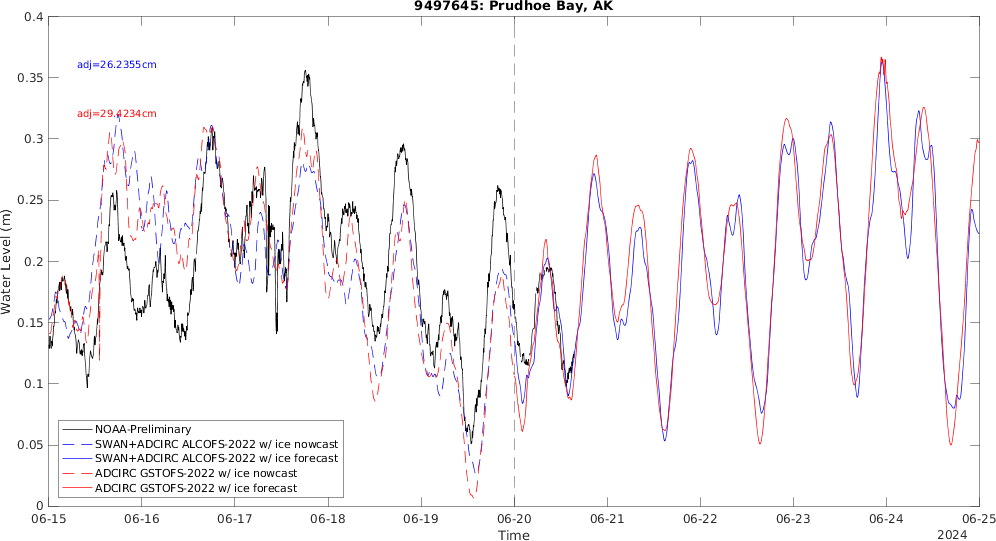 9497645: Prudhoe Bay, AK
0.4
0.35
0.3
0.25
0.2
0.15
0.1
0.05
0
Water Level (m)
adj=26.2355cm
adj=29.4234cm
NOAA-Preliminary
SWAN+ADCIRC ALCOFS-2022 w/ ice nowcast
SWAN+ADCIRC ALCOFS-2022 w/ ice forecast
ADCIRC GSTOFS-2022 w/ ice nowcast
ADCIRC GSTOFS-2022 w/ ice forecast
06-15 06-16 06-17 06-18 06-19 06-20 06-21 06-22 06-23 06-24 06-25
Time
2024